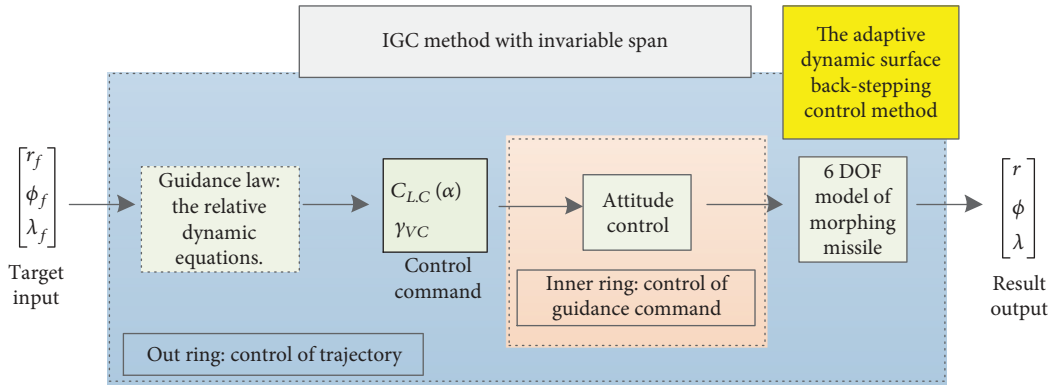 IGC method with invariable span
The adaptive
dynamic surface
back-stepping
control method
r_f
ϕ_f
λ_f
Target
input
Guidance law:
the relative
dynamic
equations.
C_{L.C} (α)
γ_{VC}
Control
command
Attitude
control
Inner ring: control of
guidance command
6 DOF
model of
morphing
missile
r
ϕ
λ
Result
output
Out ring: control of trajectory